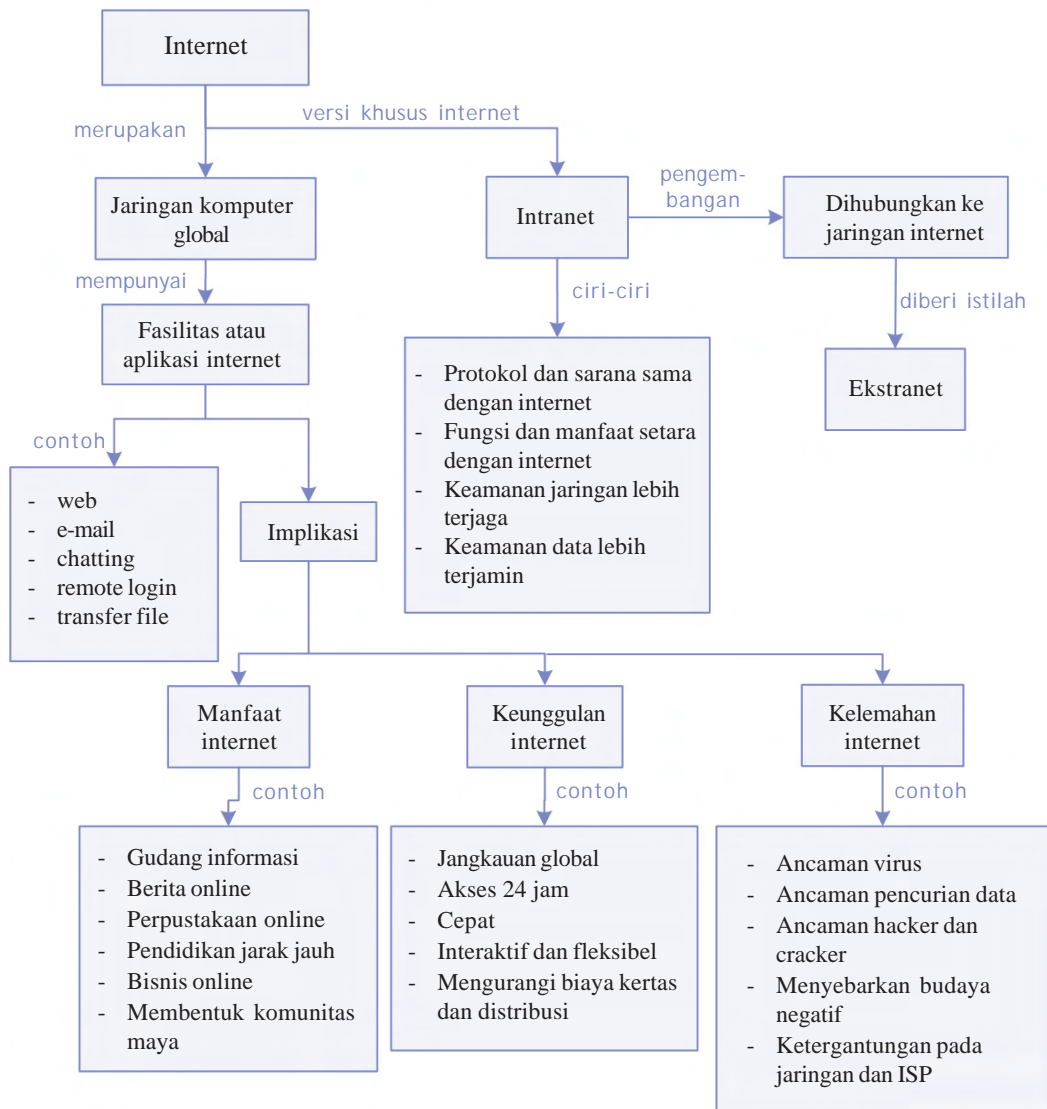 Internet
versi khusus internet
merupakan
Jaringan komputer
global
Intranet
pengem-
bangan
Dihubungkan ke
jaringan internet
mempunyai
ciri-ciri
diberi istilah
Fasilitas atau
aplikasi internet
Ekstranet
- Protokol dan sarana sama
dengan internet
- Fungsi dan manfaat setara
dengan internet
- Keamanan jaringan lebih
terjaga
- Keamanan data lebih
terjamin
contoh
- web
- e-mail
- chatting
- remote login
- transfer file
Implikasi
Manfaat
internet
Keunggulan
internet
Kelemahan
internet
contoh
contoh
contoh
- Gudang informasi
- Berita online
- Perpustakaan online
- Pendidikan jarak jauh
- Bisnis online
- Membentuk komunitas
maya
- Jangkauan global
- Akses 24 jam
- Cepat
- Interaktif dan fleksibel
- Mengurangi biaya kertas
dan distribusi
- Ancaman virus
- Ancaman pencurian data
- Ancaman hacker dan
cracker
- Menyebarkan budaya
negatif
- Ketergantungan pada
jaringan dan ISP